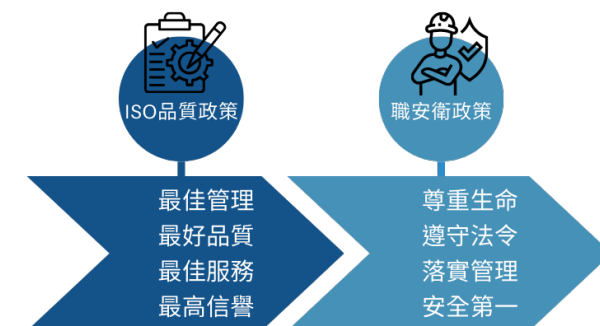 ISO品質政策
最佳管理
最好品質
最佳服務
最高信譽
職安衛政策
尊重生命
遵守法令
落實管理
安全第一